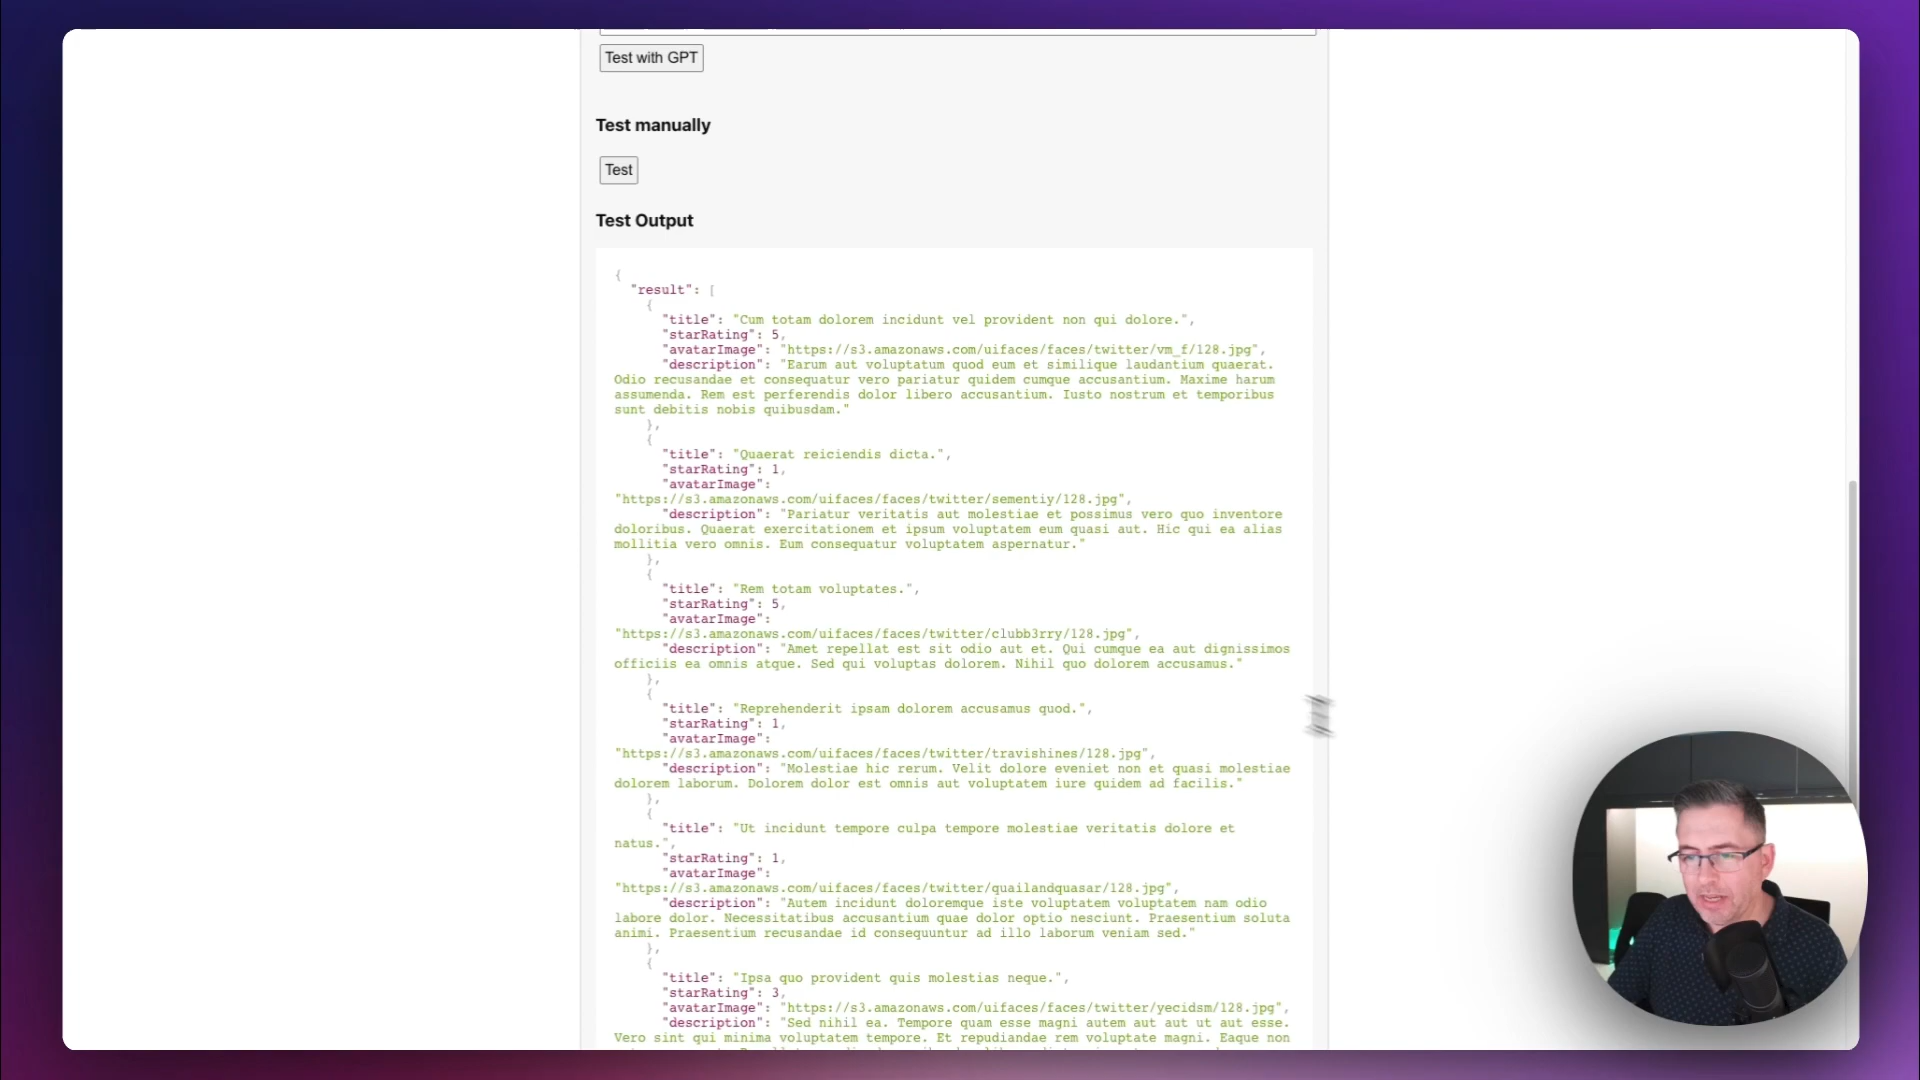 Test with GPT
Test manually
Test
Test Output
{
"result": [
{
"title": "Cum totam dolorem incidunt vel provident non qui dolore.",
"starRating": 5,
"avatarImage": "https://s3.amazonaws.com/uifaces/faces/twitter/vm_f/128.jpg",
"description": "Earum aut voluptatum quod eum et similique laudantium quaerat.
Odio recusandae et consequatur vero pariatur quidem cumque accusantium. Maxime harum
assumenda. Rem est perferendis dolor libero accusantium. Iusto nostrum et temporibus
sunt debitis nobis quibusdam."
},
{
"title": "Quaerat reiciendis dicta.",
"starRating": 1,
"avatarImage":
"https://s3.amazonaws.com/uifaces/faces/twitter/sementiy/128.jpg",
"description": "Pariatur veritatis aut molestiae et possimus vero quo inventore
doloribus. Quaerat exercitationem et ipsum voluptatem eum quasi aut. Hic qui ea alias
mollitia vero omnis. Eum consequatur voluptatem aspernatur."
},
{
"title": "Rem totam voluptates.",
"starRating": 5,
"avatarImage":
"https://s3.amazonaws.com/uifaces/faces/twitter/clubb3rry/128.jpg",
"description": "Amet repellat est sit odio aut et. Qui cumque ea aut dignissimos
officiis ea omnis atque. Sed qui voluptas dolorem. Nihil quo dolorem accusamus."
},
{
"title": "Reprehenderit ipsam dolorem accusamus quod.",
"starRating": 1,
"avatarImage":
"https://s3.amazonaws.com/uifaces/faces/twitter/travishines/128.jpg",
"description": "Molestiae hic rerum. Velit dolore eveniet non et quasi molestiae
dolorem laborum. Dolorem dolor est omnis aut voluptatem iure quidem ad facilis."
},
{
"title": "Ut incidunt tempore culpa tempore molestiae veritatis dolore et
natus.",
"starRating": 1,
"avatarImage":
"https://s3.amazonaws.com/uifaces/faces/twitter/quailandquasar/128.jpg",
"description": "Autem incidunt doloremque iste voluptatem voluptatem nam odio
labore dolor. Necessitatibus accusantium quae dolor optio nesciunt. Praesentium soluta
animi. Praesentium recusandae id consequuntur ad illo laborum veniam sed."
},
{
"title": "Ipsa quo provident quis molestias neque.",
"starRating": 3,
"avatarImage": "https://s3.amazonaws.com/uifaces/faces/twitter/yecidsm/128.jpg",
"description": "Sed nihil ea. Tempore quam esse magni autem aut aut ut aut esse.
Vero sint qui minima voluptatem tempore. Et repudiandae rem voluptate magni. Eaque non